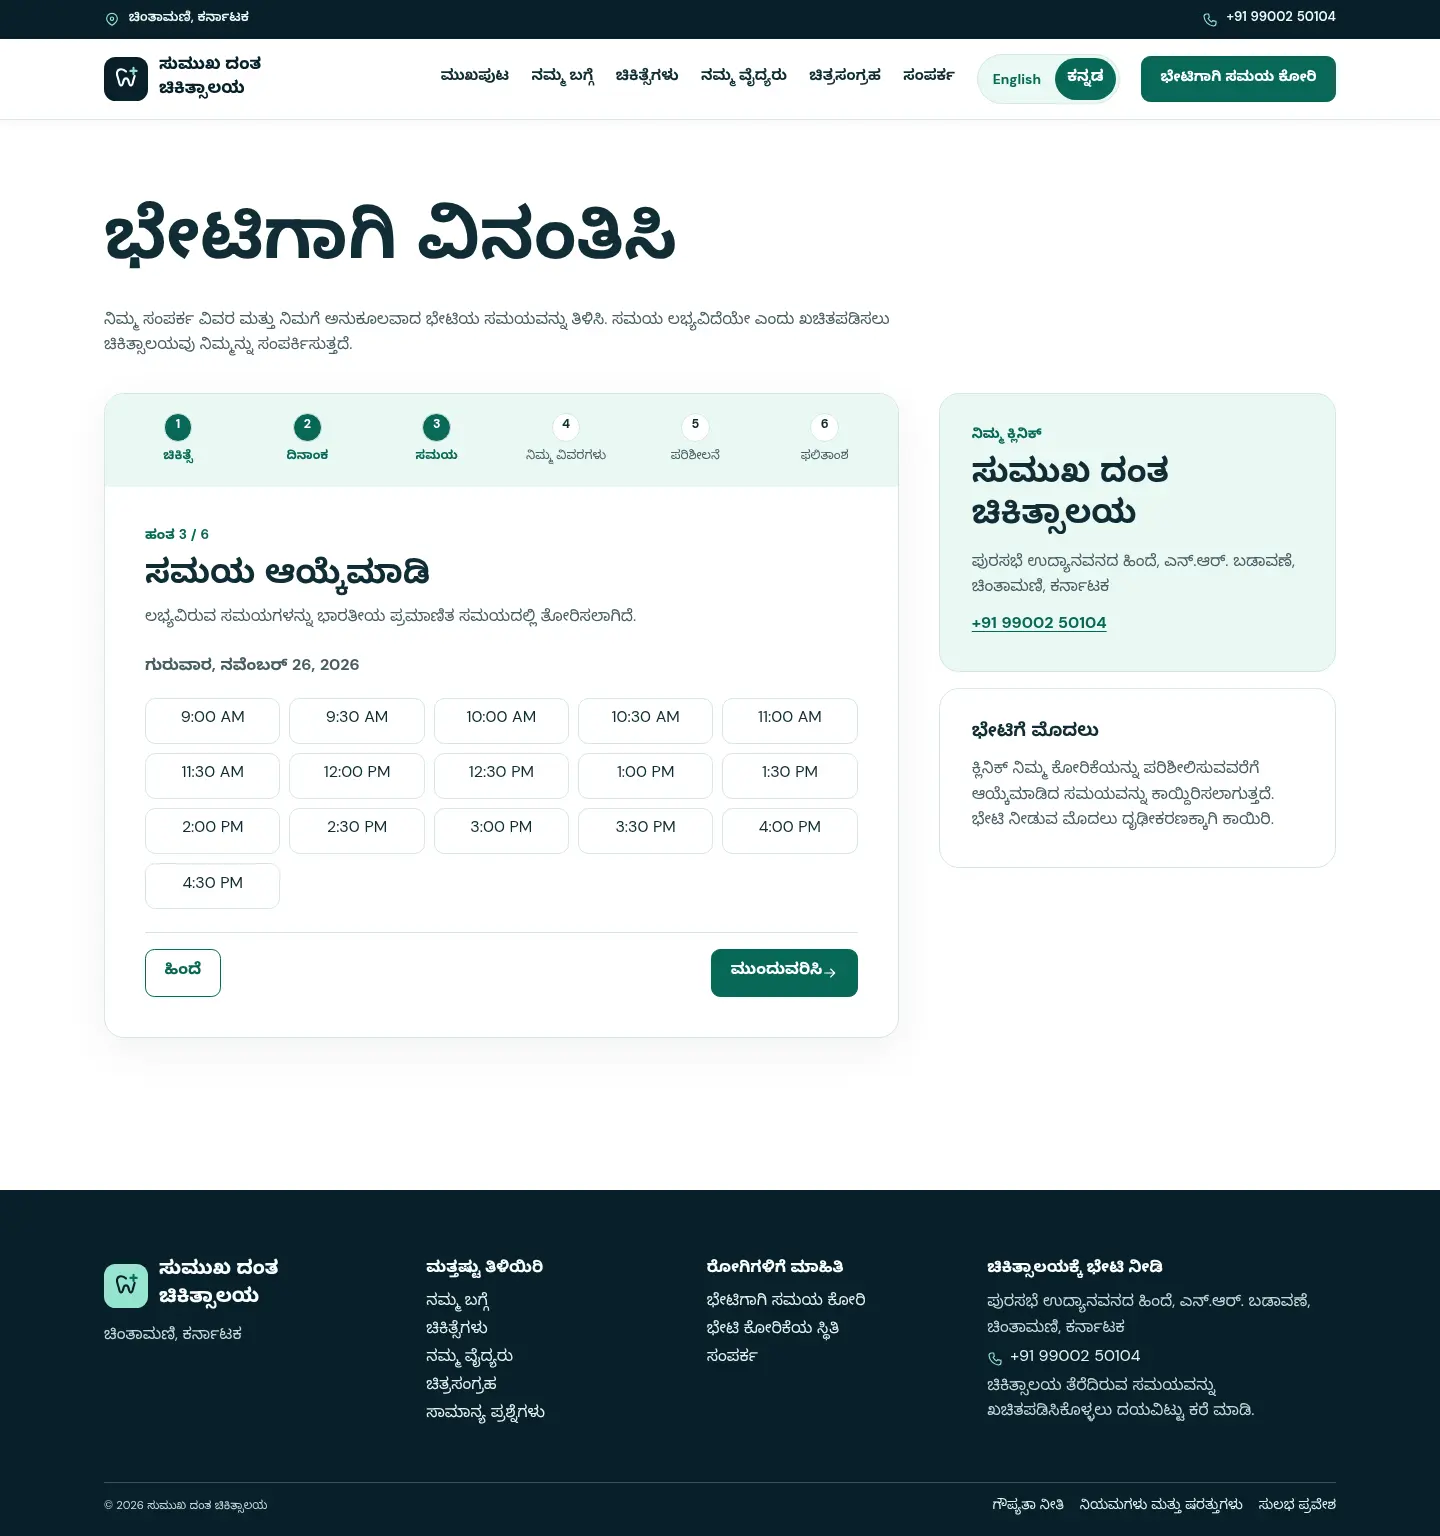 ಚಿಂತಾಮಣಿ, ಕರ್ನಾಟಕ
+91 99002 50104
ಸುಮುಖ ದಂತ
ಚಿಕಿತ್ಸಾಲಯ
ಮುಖಪುಟ
ನಮ್ಮ ಬಗ್ಗೆ
ಚಿಕಿತ್ಸೆಗಳು
ನಮ್ಮ ವೈದ್ಯರು
ಚಿತ್ರಸಂಗ್ರಹ
ಸಂಪರ್ಕ
English
ಕನ್ನಡ
ಭೇಟಿಗಾಗಿ ಸಮಯ ಕೋರಿ
ಭೇಟಿಗಾಗಿ ವಿನಂತಿಸಿ
ನಿಮ್ಮ ಸಂಪರ್ಕ ವಿವರ ಮತ್ತು ನಿಮಗೆ ಅನುಕೂಲವಾದ ಭೇಟಿಯ ಸಮಯವನ್ನು ತಿಳಿಸಿ. ಸಮಯ ಲಭ್ಯವಿದೆಯೇ ಎಂದು ಖಚಿತಪಡಿಸಲು
ಚಿಕಿತ್ಸಾಲಯವು ನಿಮ್ಮನ್ನು ಸಂಪರ್ಕಿಸುತ್ತದೆ.
1
ಚಿಕಿತ್ಸೆ
2
ದಿನಾಂಕ
3
ಸಮಯ
4
ನಿಮ್ಮ ವಿವರಗಳು
5
ಪರಿಶೀಲನೆ
6
ಫಲಿತಾಂಶ
ಹಂತ 3 / 6
ಸಮಯ ಆಯ್ಕೆಮಾಡಿ
ಲಭ್ಯವಿರುವ ಸಮಯಗಳನ್ನು ಭಾರತೀಯ ಪ್ರಮಾಣಿತ ಸಮಯದಲ್ಲಿ ತೋರಿಸಲಾಗಿದೆ.
ಗುರುವಾರ, ನವೆಂಬರ್ 26, 2026
9:00 AM
9:30 AM
10:00 AM
10:30 AM
11:00 AM
11:30 AM
12:00 PM
12:30 PM
1:00 PM
1:30 PM
2:00 PM
2:30 PM
3:00 PM
3:30 PM
4:00 PM
4:30 PM
ಹಿಂದೆ
ಮುಂದುವರಿಸಿ→
ನಿಮ್ಮ ಕ್ಲಿನಿಕ್
ಸುಮುಖ ದಂತ
ಚಿಕಿತ್ಸಾಲಯ
ಪುರಸಭೆ ಉದ್ಯಾನವನದ ಹಿಂದೆ, ಎನ್.ಆರ್. ಬಡಾವಣೆ,
ಚಿಂತಾಮಣಿ, ಕರ್ನಾಟಕ
+91 99002 50104
ಭೇಟಿಗೆ ಮೊದಲು
ಕ್ಲಿನಿಕ್ ನಿಮ್ಮ ಕೋರಿಕೆಯನ್ನು ಪರಿಶೀಲಿಸುವವರೆಗೆ
ಆಯ್ಕೆಮಾಡಿದ ಸಮಯವನ್ನು ಕಾಯ್ದಿರಿಸಲಾಗುತ್ತದೆ.
ಭೇಟಿ ನೀಡುವ ಮೊದಲು ದೃಢೀಕರಣಕ್ಕಾಗಿ ಕಾಯಿರಿ.
ಸುಮುಖ ದಂತ
ಚಿಕಿತ್ಸಾಲಯ
ಚಿಂತಾಮಣಿ, ಕರ್ನಾಟಕ
ಮತ್ತಷ್ಟು ತಿಳಿಯಿರಿ
ನಮ್ಮ ಬಗ್ಗೆ
ಚಿಕಿತ್ಸೆಗಳು
ನಮ್ಮ ವೈದ್ಯರು
ಚಿತ್ರಸಂಗ್ರಹ
ಸಾಮಾನ್ಯ ಪ್ರಶ್ನೆಗಳು
ರೋಗಿಗಳಿಗೆ ಮಾಹಿತಿ
ಭೇಟಿಗಾಗಿ ಸಮಯ ಕೋರಿ
ಭೇಟಿ ಕೋರಿಕೆಯ ಸ್ಥಿತಿ
ಸಂಪರ್ಕ
ಚಿಕಿತ್ಸಾಲಯಕ್ಕೆ ಭೇಟಿ ನೀಡಿ
ಪುರಸಭೆ ಉದ್ಯಾನವನದ ಹಿಂದೆ, ಎನ್.ಆರ್. ಬಡಾವಣೆ,
ಚಿಂತಾಮಣಿ, ಕರ್ನಾಟಕ
+91 99002 50104
ಚಿಕಿತ್ಸಾಲಯ ತೆರೆದಿರುವ ಸಮಯವನ್ನು
ಖಚಿತಪಡಿಸಿಕೊಳ್ಳಲು ದಯವಿಟ್ಟು ಕರೆ ಮಾಡಿ.
© 2026 ಸುಮುಖ ದಂತ ಚಿಕಿತ್ಸಾಲಯ
ಗೌಪ್ಯತಾ ನೀತಿ
ನಿಯಮಗಳು ಮತ್ತು ಷರತ್ತುಗಳು
ಸುಲಭ ಪ್ರವೇಶ